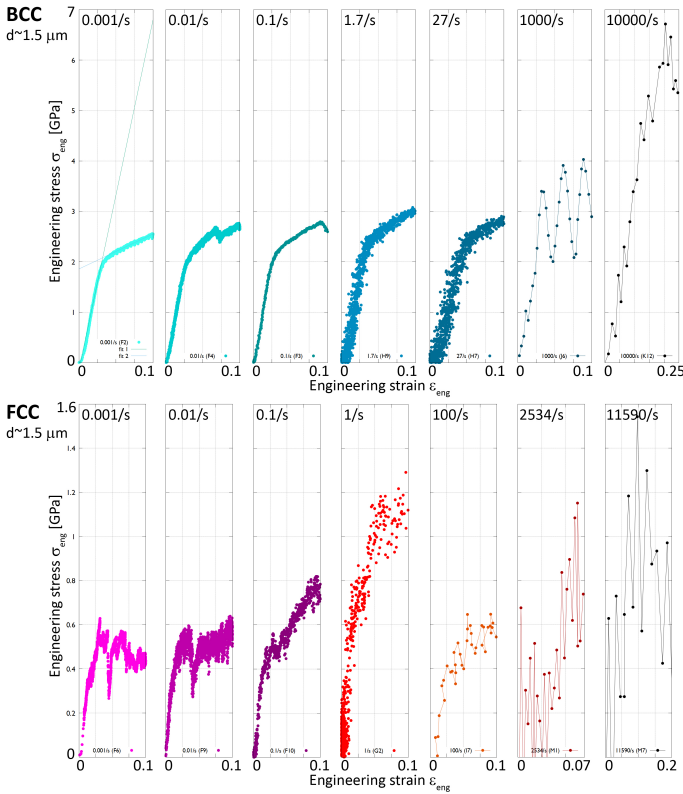 BCC
d~1.5 μm
0.001/s 0.01/s 0.1/s 1.7/s 27/s 1000/s 10000/s
7
6
5
4
3
2
1
0
Engineering stress σeng [GPa]
0.001/s (F2)
fit 1
fit 2
0.01/s (F4)
0.1/s (F3)
1.7/s (H9)
27/s (H7)
1000/s (J6)
10000/s (K12)
0 0.1 0 0.1 0 0.1 0 0.1 0 0.1 0 0.1 0 0.25
Engineering strain εeng
FCC
d~1.5 μm
0.001/s 0.01/s 0.1/s 1/s 100/s 2534/s 11590/s
1.6
1.4
1.2
1
0.8
0.6
0.4
0.2
0
Engineering stress σeng [GPa]
0.001/s (F6)
0.01/s (F9)
0.1/s (F10)
1/s (G2)
100/s (I7)
2534/s (M1)
11590/s (M7)
0 0.1 0 0.1 0 0.1 0 0.1 0 0.1 0 0.07 0 0.2
Engineering strain εeng